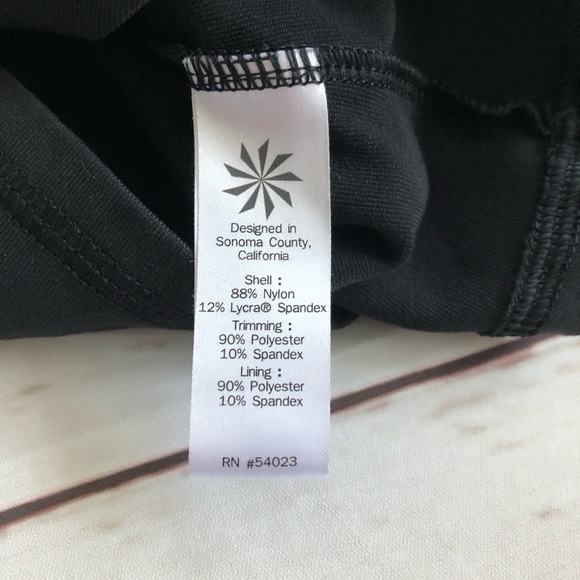 Designed in
Sonoma County,
California
Shell :
88% Nylon
12% Lycra® Spandex
Trimming :
90% Polyester
10% Spandex
Lining :
90% Polyester
10% Spandex
RN #54023